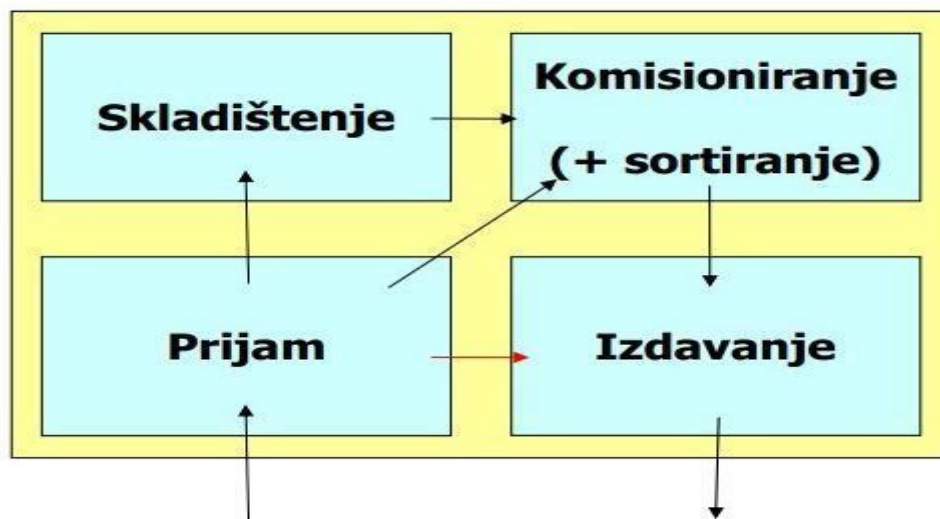 Skladištenje
Komisioniranje
(+ sortiranje)
Prijam
Izdavanje